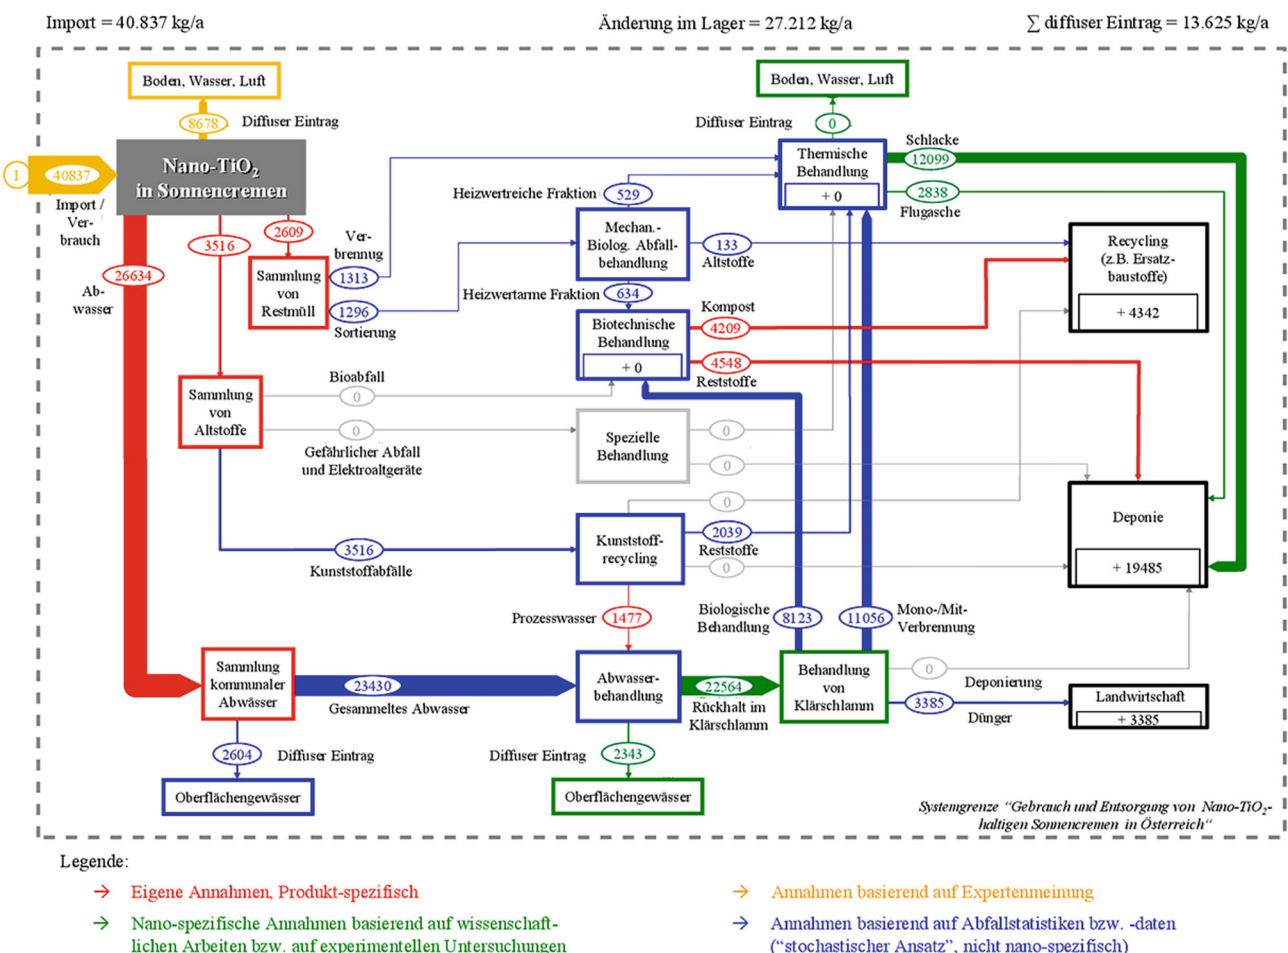 Import = 40.837 kg/a
Änderung im Lager = 27.212 kg/a
∑ diffuser Eintrag = 13.625 kg/a
Boden, Wasser, Luft
Boden, Wasser, Luft
8678
Diffuser Eintrag
Diffuser Eintrag
0
1
40837
Import /
Ver-
brauch
Nano-TiO2
in Sonnencremen
Thermische
Behandlung
+ 0
Schlacke
12099
2838
Flugasche
Heizwertreiche Fraktion
529
3516
2609
Ver-
brennug
26634
Ab-
wasser
Sammlung
von
Restmüll
1313
1296
Sortierung
Mechan.-
Biolog. Abfall-
behandlung
133
Altstoffe
Recycling
(z.B. Ersatz-
baustoffe)
+ 4342
Heizwertarme Fraktion
634
Biotechnische
Behandlung
+ 0
Kompost
4209
4548
Reststoffe
Sammlung
von
Altstoffe
Bioabfall
0
0
Gefährlicher Abfall
und Elektroaltgeräte
Spezielle
Behandlung
0
0
0
Kunststoff-
recycling
2039
Reststoffe
0
Deponie
+ 19485
3516
Kunststoffabfälle
Prozesswasser
1477
Biologische
Behandlung
8123
11056
Mono-/Mit-
Verbrennung
Sammlung
kommunaler
Abwässer
23430
Gesammeltes Abwasser
Abwasser-
behandlung
22564
Rückhalt im
Klärschlamm
Behandlung
von
Klärschlamm
0
Deponierung
3385
Dünger
Landwirtschaft
+ 3385
2604
Diffuser Eintrag
Diffuser Eintrag
2343
Oberflächengewässer
Oberflächengewässer
Systemgrenze “Gebrauch und Entsorgung von Nano-TiO2-
haltigen Sonnencremen in Österreich“
Legende:
→ Eigene Annahmen, Produkt-spezifisch
→ Annahmen basierend auf Expertenmeinung
→ Nano-spezifische Annahmen basierend auf wissenschaft-
lichen Arbeiten bzw. auf experimentellen Untersuchungen
→ Annahmen basierend auf Abfallstatistiken bzw. -daten
(“stochastischer Ansatz”, nicht nano-spezifisch)